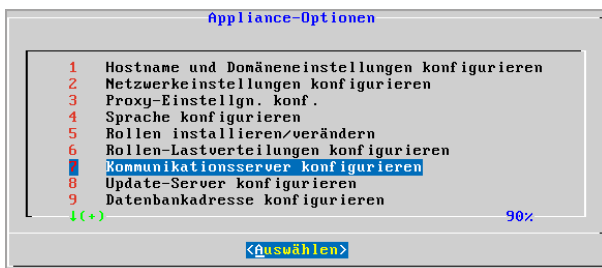 Appliance-Optionen
1 Hostname und Domäneneinstellungen konfigurieren
2 Netzwerkeinstellungen konfigurieren
3 Proxy-Einstellgn. konf.
4 Sprache konfigurieren
5 Rollen installieren/verändern
6 Rollen-Lastverteilungen konfigurieren
7 Kommunikationsserver konfigurieren
8 Update-Server konfigurieren
9 Datenbankadresse konfigurieren
↓(+) 90%
<Auswählen>